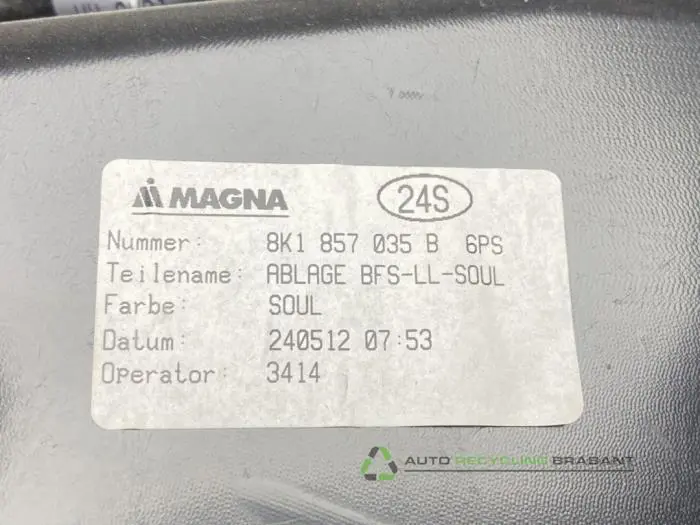 MAGNA 24S
Nummer: 8K1 857 035 B 6PS
Teilename: ABLAGE BFS-LL-SOUL
Farbe: SOUL
Datum: 240512 07:53
Operator: 3414
AUTO RECYCLING BRABANT